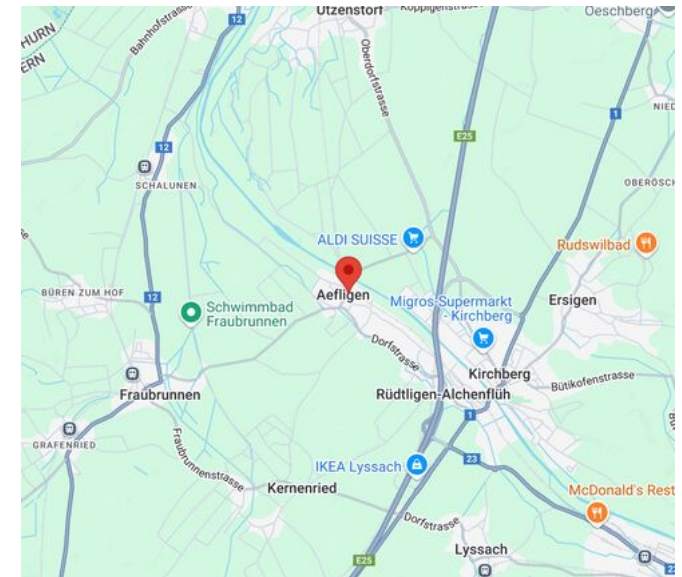 Utzenstorf
Koppigenstrasse
Oeschberg
HURN
ERN
Bahnhofstrasse
12
Oberdorfstrasse
1
NIED
E25
12
SCHALUNEN
OBERÖSCH
ALDI SUISSE
Rudswilbad
Aefligen
BÜREN ZUM HOF
12
Schwimmbad
Fraubrunnen
Migros-Supermarkt
- Kirchberg
Ersigen
Dorfstrasse
Kirchberg
Bütikofenstrasse
Fraubrunnen
Rüdtligen-Alchenflüh
1
GRAFENRIED
Fraubrunnenstrasse
IKEA Lyssach
23
Kernenried
McDonald's Rest
Dorfstrasse
Lyssach
E25
23